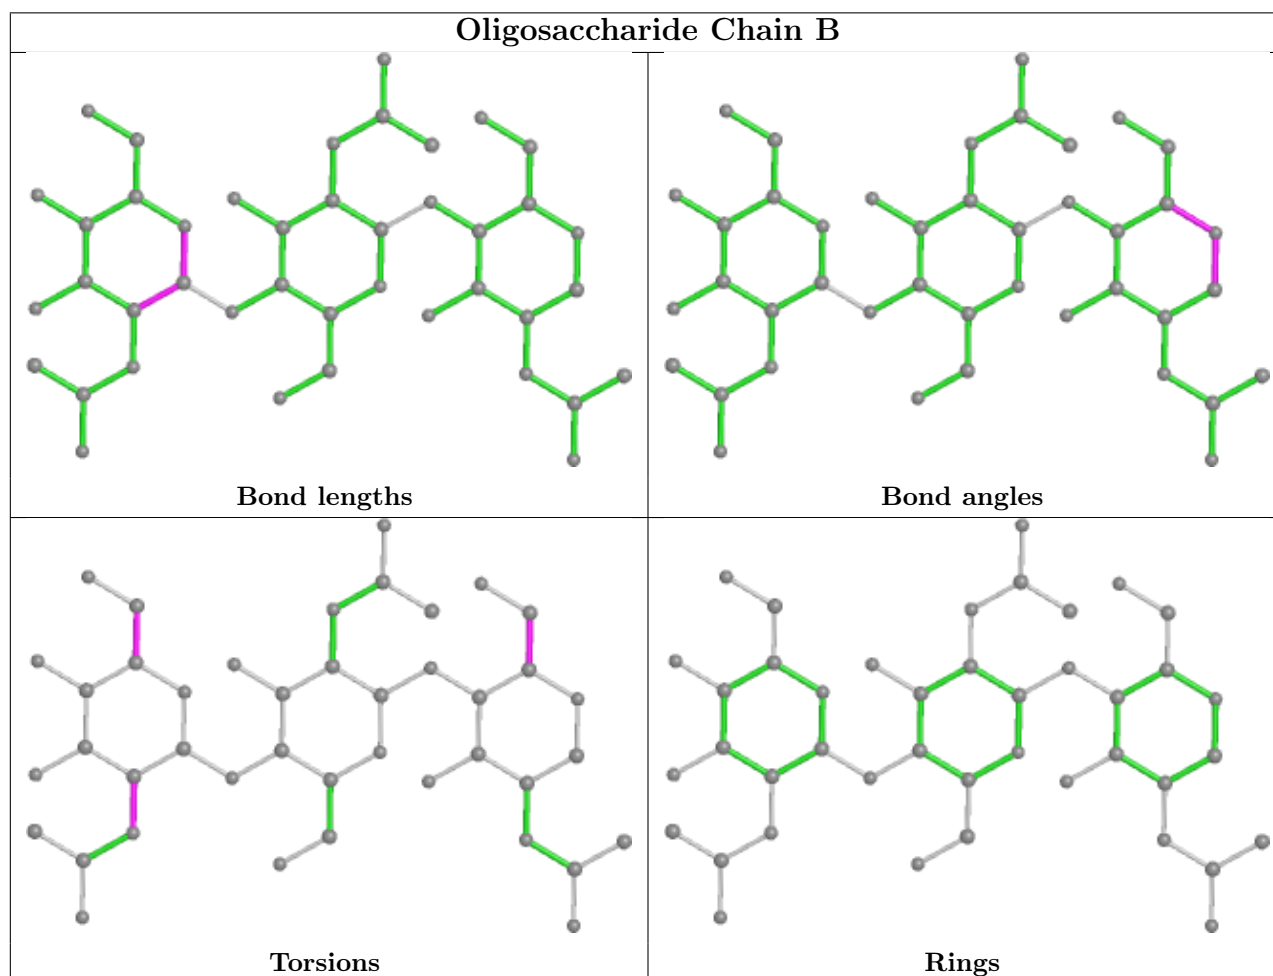 Oligosaccharide Chain B
Bond lengths
Bond angles
Torsions
Rings